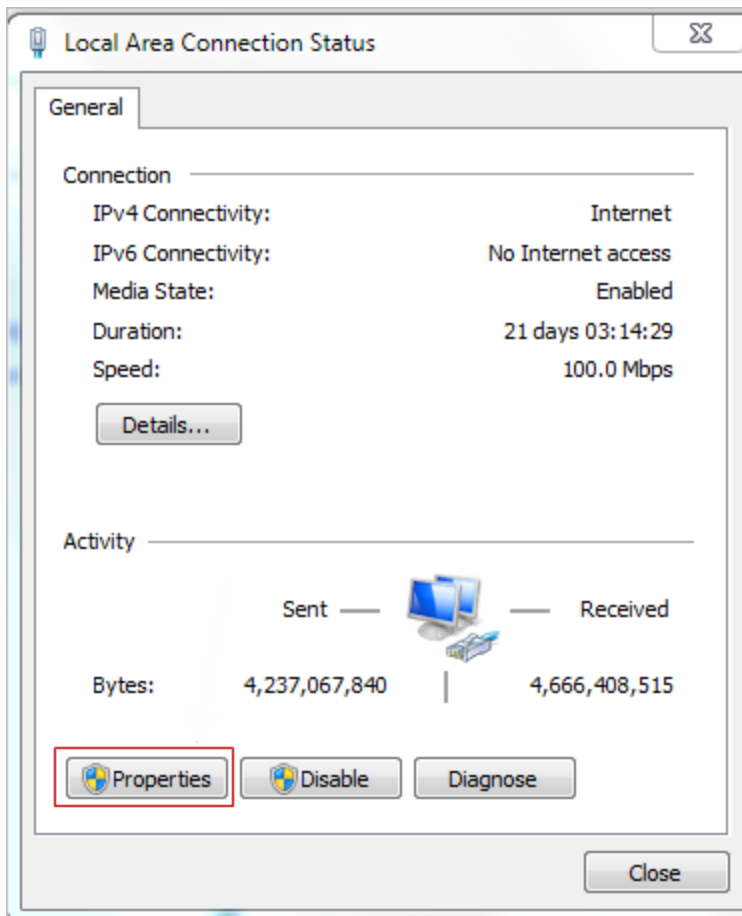 Local Area Connection Status
General
Connection
IPv4 Connectivity: Internet
IPv6 Connectivity: No Internet access
Media State: Enabled
Duration: 21 days 03:14:29
Speed: 100.0 Mbps
Details...
Activity
Sent Received
Bytes: 4,237,067,840 4,666,408,515
Properties Disable Diagnose
Close